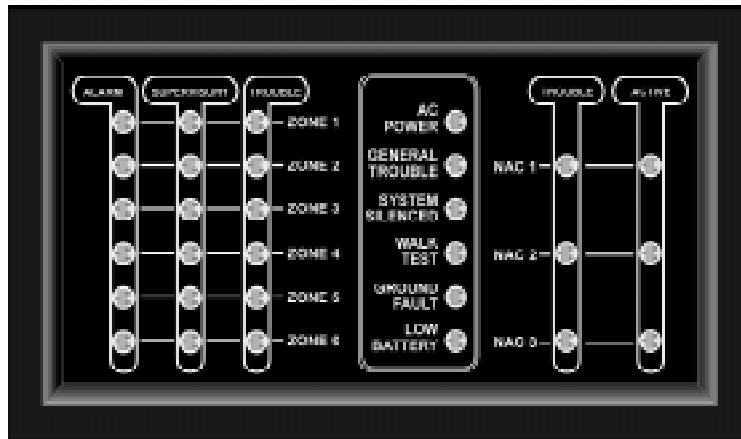 ALARM SUPERVISORY TROUBLE
ZONE 1
ZONE 2
ZONE 3
ZONE 4
ZONE 5
ZONE 6
AC
POWER
GENERAL
TROUBLE
SYSTEM
SILENCED
WALK
TEST
GROUND
FAULT
LOW
BATTERY
TROUBLE ACTIVE
NAC 1
NAC 2
NAC 3